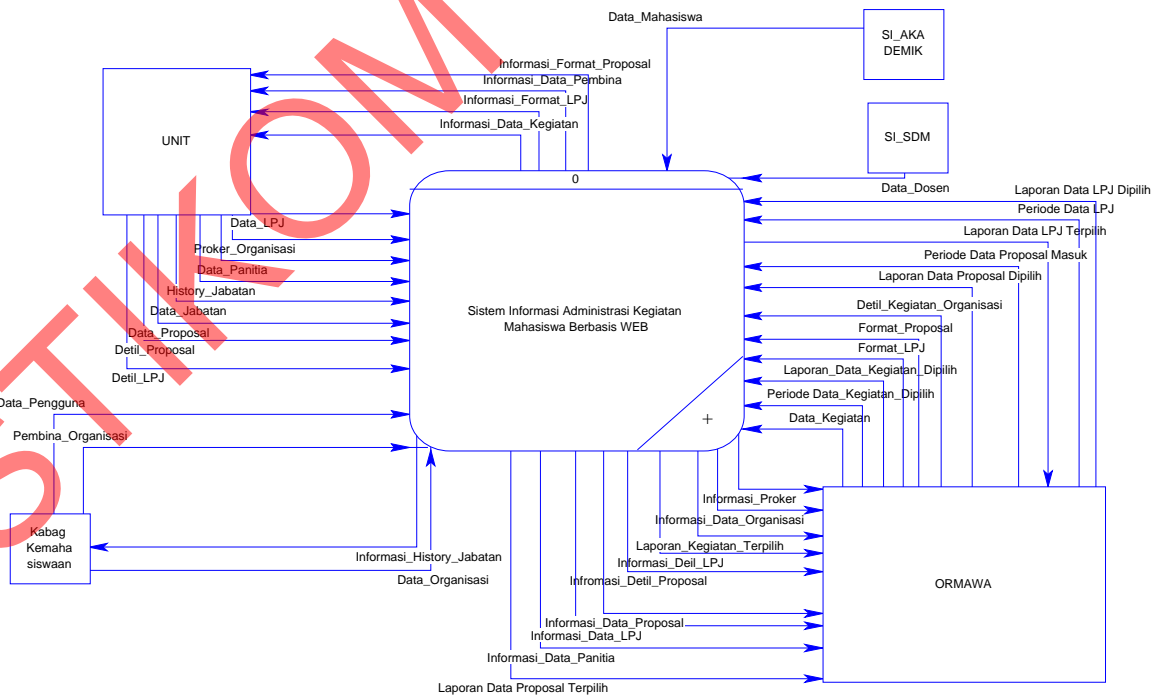 Data_Mahasiswa
SI_AKA
DEMIK
Informasi_Format_Proposal
Informasi_Data_Pembina
Informasi_Format_LPJ
Informasi_Data_Kegiatan
UNIT
SI_SDM
0
Data_Dosen
Laporan Data LPJ Dipilih
Periode Data LPJ
Laporan Data LPJ Terpilih
Periode Data Proposal Masuk
Laporan Data Proposal Dipilih
Detil_Kegiatan_Organisasi
Format_Proposal
Format_LPJ
Laporan_Data_Kegiatan_Dipilih
Periode Data_Kegiatan_Dipilih
Data_Kegiatan
Data_LPJ
Proker_Organisasi
Data_Panitia
History_Jabatan
Data_Jabatan
Data_Proposal
Detil_Proposal
Detil_LPJ
Sistem Informasi Administrasi Kegiatan
Mahasiswa Berbasis WEB
+
Data_Pengguna
Pembina_Organisasi
Kabag
Kemaha
siswaan
Informasi_History_Jabatan
Data_Organisasi
Informasi_Proker
Informasi_Data_Organisasi
Laporan_Kegiatan_Terpilih
Informasi_Deil_LPJ
Infromasi_Detil_Proposal
Informasi_Data_Proposal
Informasi_Data_LPJ
Informasi_Data_Panitia
Laporan Data Proposal Terpilih
ORMAWA
STIKOM